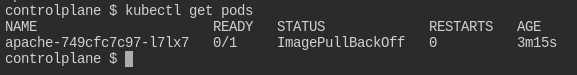 controlplane $ kubectl get pods
NAME                      READY   STATUS             RESTARTS   AGE
apache-749cfc7c97-l7lx7   0/1     ImagePullBackOff   0          3m15s
controlplane $